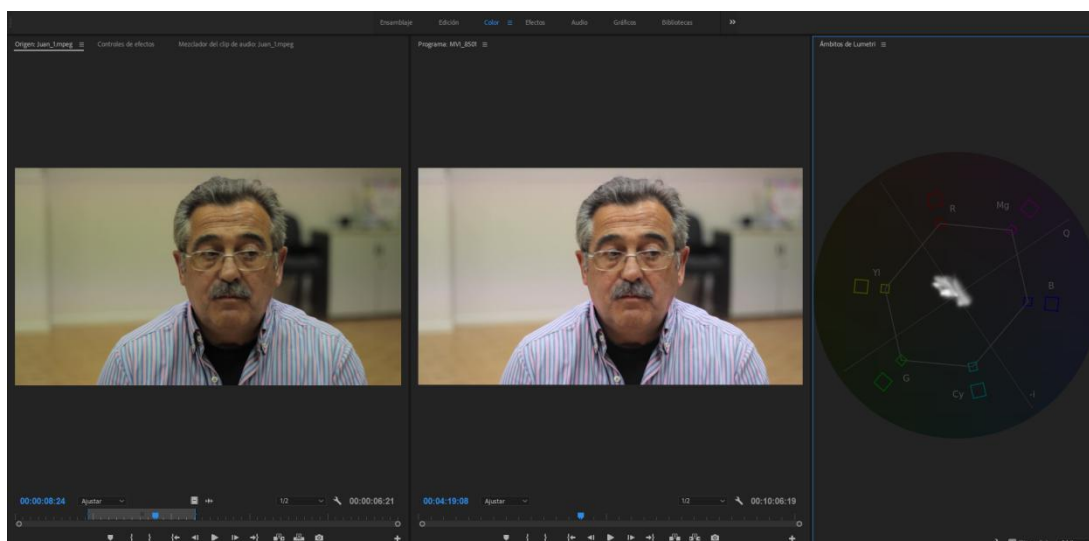 Ensamblaje Edición Color Efectos Audio Gráficos Bibliotecas
Origen: Juan_1.mpeg Controles de efectos Mezclador del clip de audio: Juan_1.mpeg
Programa: MVI_8501
Ámbitos de Lumetri
R Mg
Q
Yl B
G
Cy -i
00:00:08:24 Ajustar 1/2 00:00:06:21
00:04:19:08 Ajustar 1/2 00:10:06:19